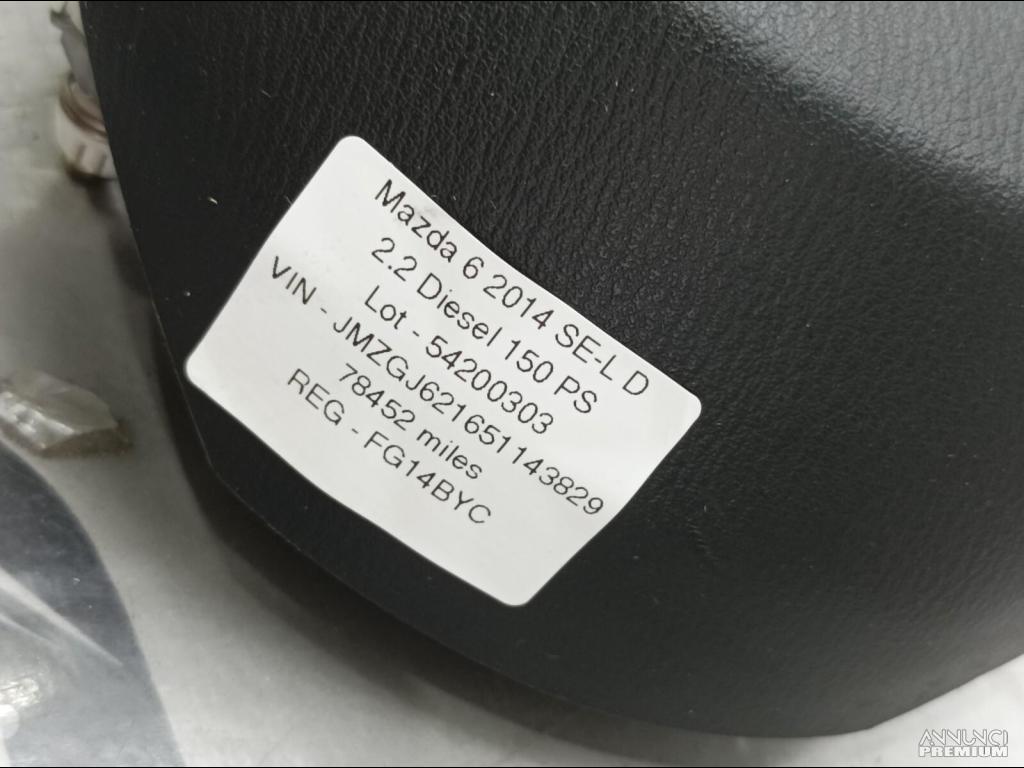 Mazda 6 2014 SE-L D
2.2 Diesel 150 PS
Lot - 54200303
VIN - JMZGJ621651143829
78452 miles
REG - FG14BYC
ANNUNCI
PREMIUM